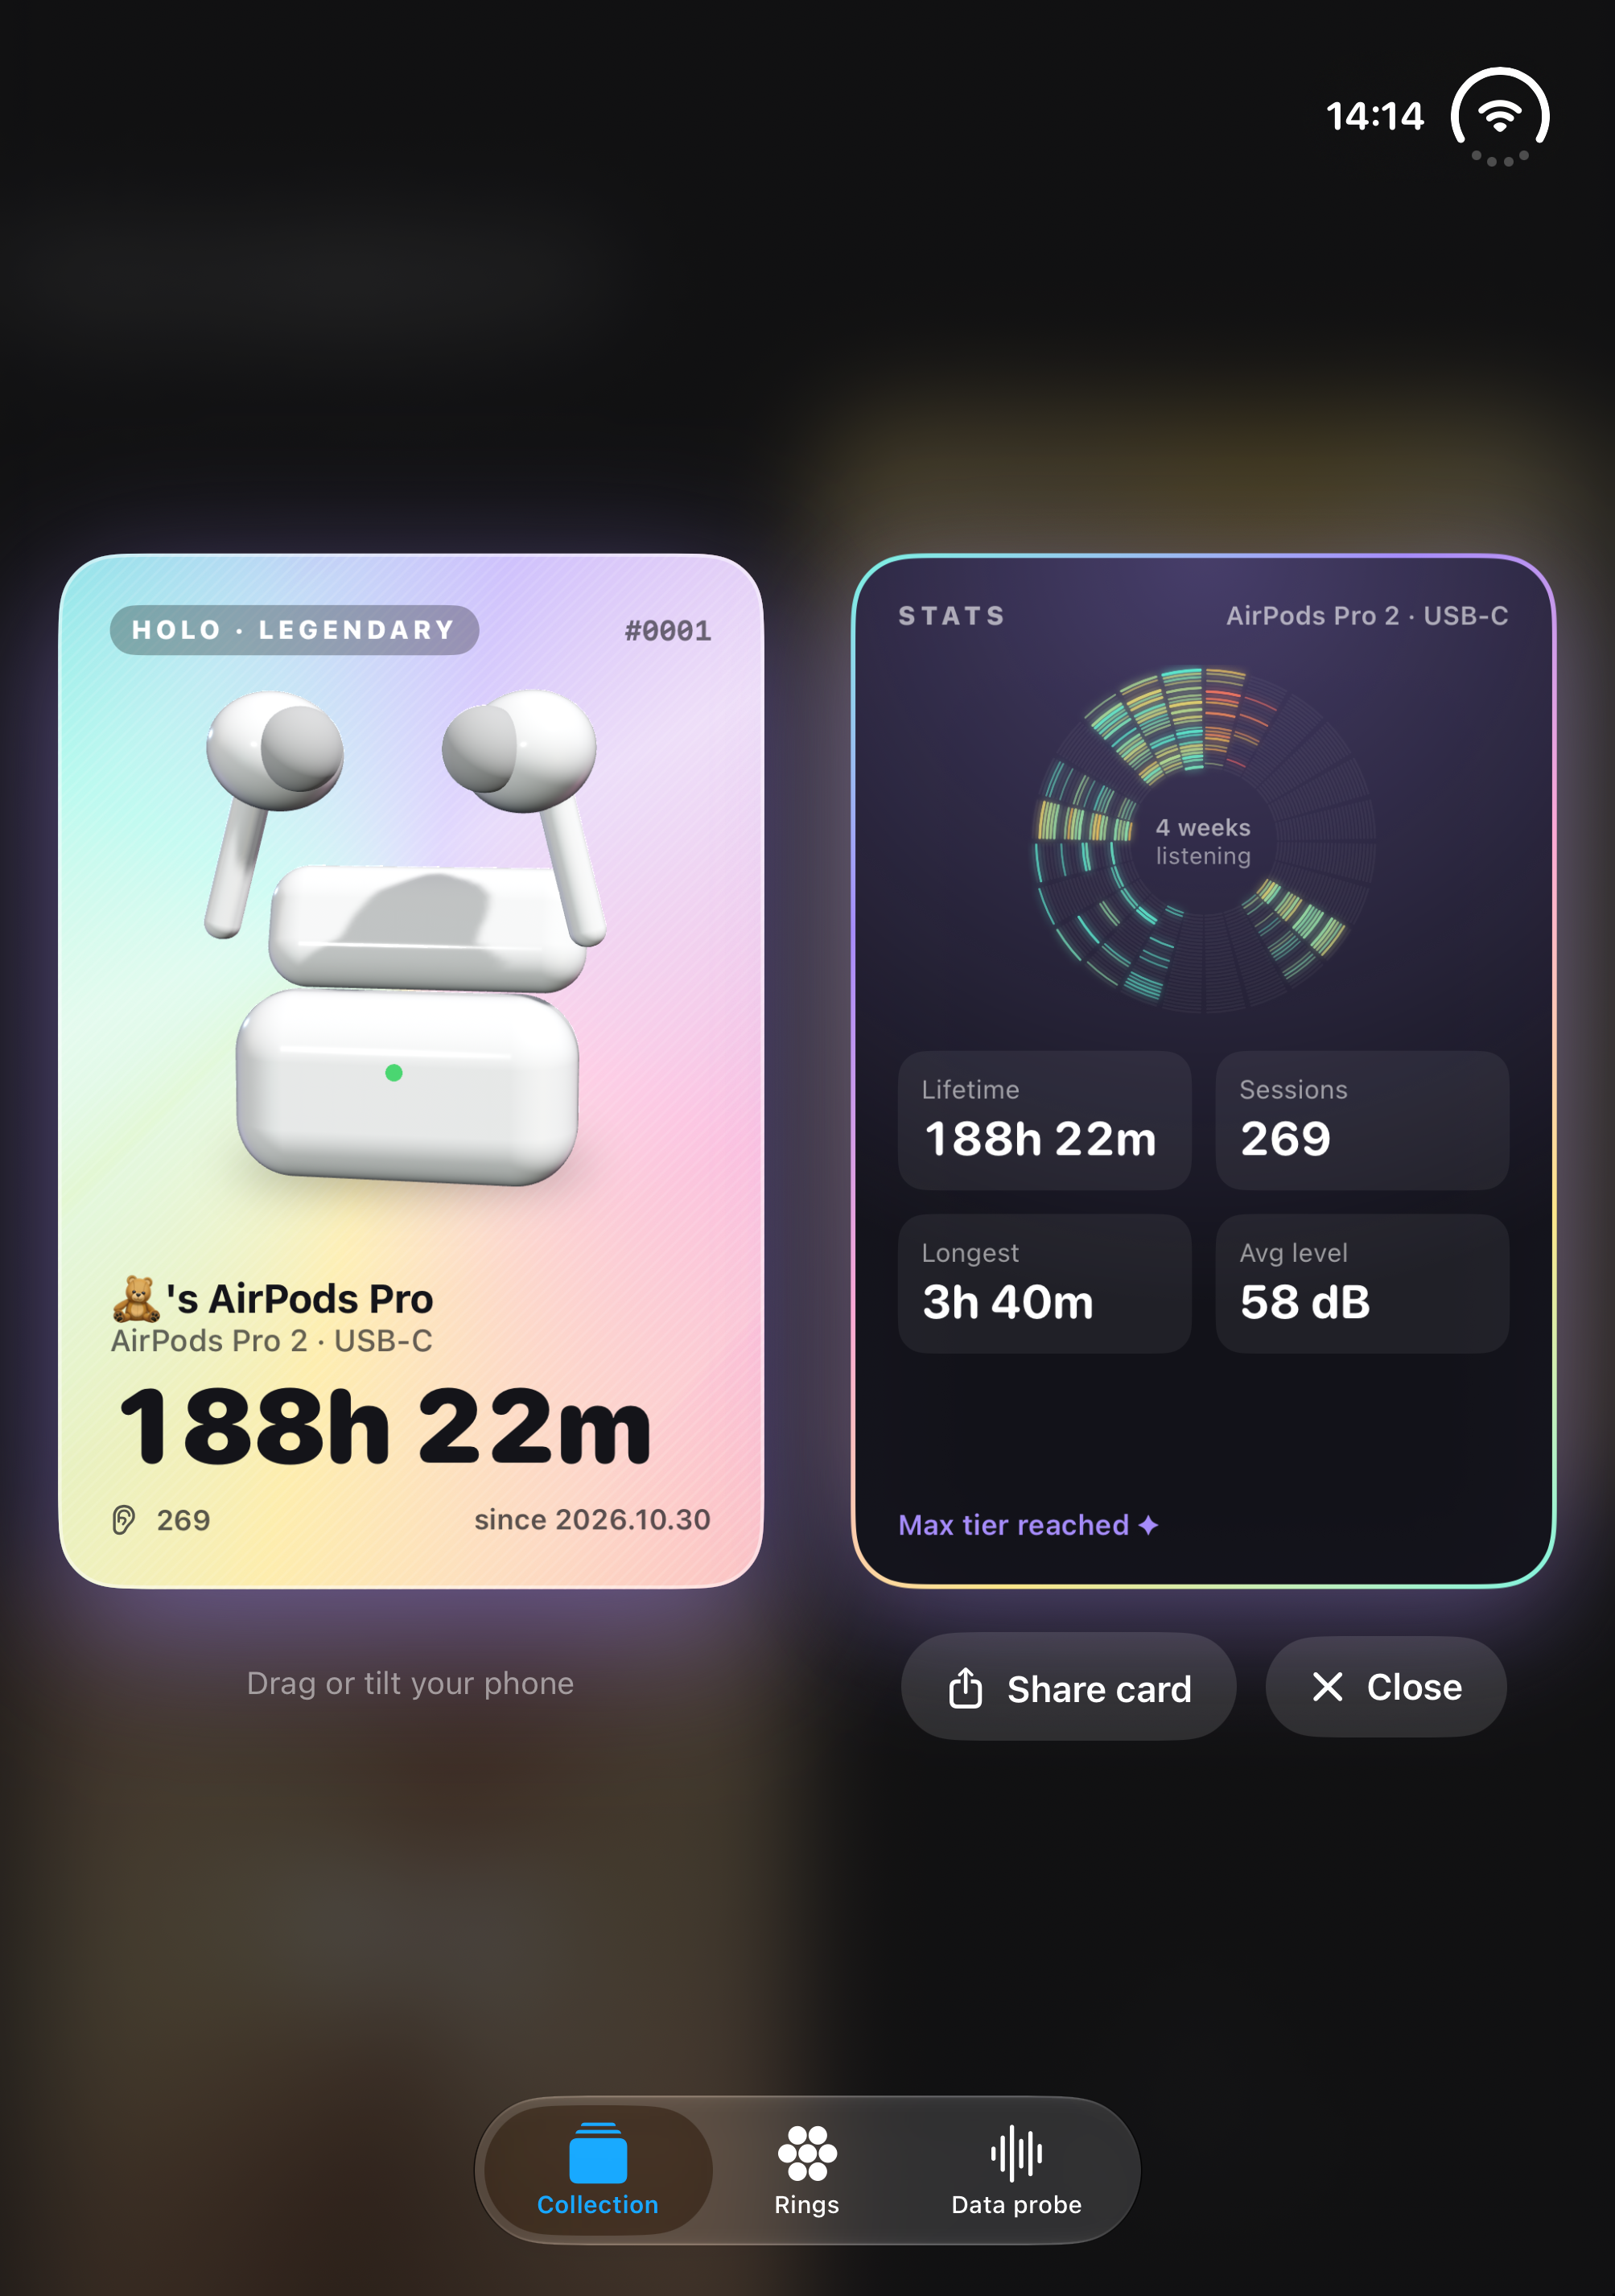 14:14
HOLO · LEGENDARY
#0001
🧸's AirPods Pro
AirPods Pro 2 · USB-C
188h 22m
269
since 2026.10.30
Drag or tilt your phone
STATS
AirPods Pro 2 · USB-C
4 weeks
listening
Lifetime
188h 22m
Sessions
269
Longest
3h 40m
Avg level
58 dB
Max tier reached ✦
Share card
Close
Collection
Rings
Data probe